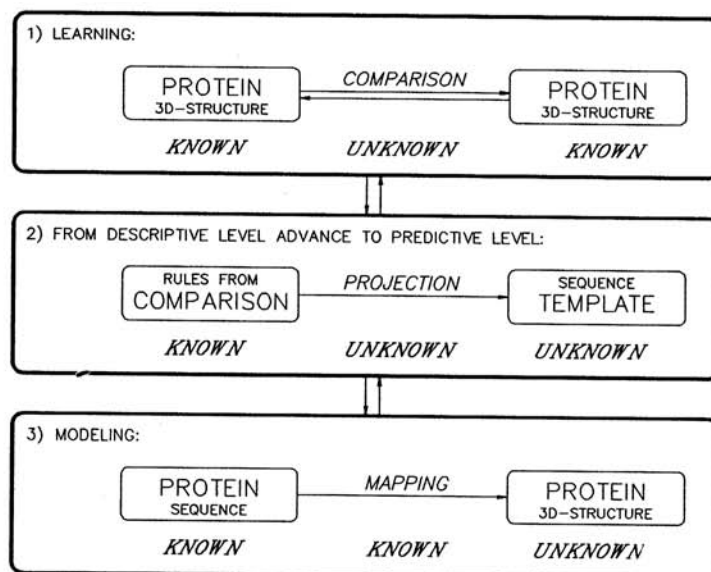 1) LEARNING:
PROTEIN COMPARISON PROTEIN
3D-STRUCTURE 3D-STRUCTURE
KNOWN UNKNOWN KNOWN
2) FROM DESCRIPTIVE LEVEL ADVANCE TO PREDICTIVE LEVEL:
RULES FROM PROJECTION SEQUENCE
COMPARISON TEMPLATE
KNOWN UNKNOWN UNKNOWN
3) MODELING:
PROTEIN MAPPING PROTEIN
SEQUENCE 3D-STRUCTURE
KNOWN KNOWN UNKNOWN